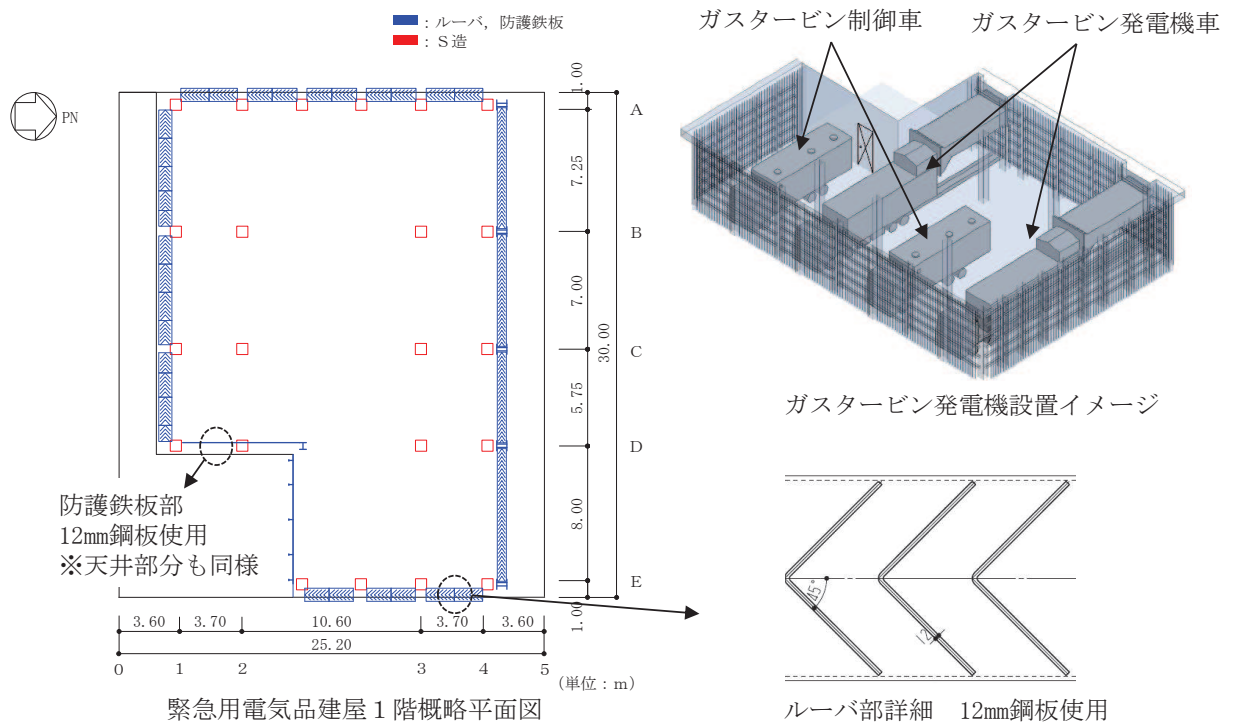 ：ルーバ，防護鉄板
：Ｓ造
PN
1.00
A
7.25
B
7.00
30.00
C
5.75
D
8.00
E
1.00
防護鉄板部
12mm鋼板使用
※天井部分も同様
3.60 3.70 10.60 3.70 3.60
25.20
0 1 2 3 4 5
(単位：m)
緊急用電気品建屋１階概略平面図
ガスタービン制御車 ガスタービン発電機車
ガスタービン発電機設置イメージ
45°
12
ルーバ部詳細 12mm鋼板使用